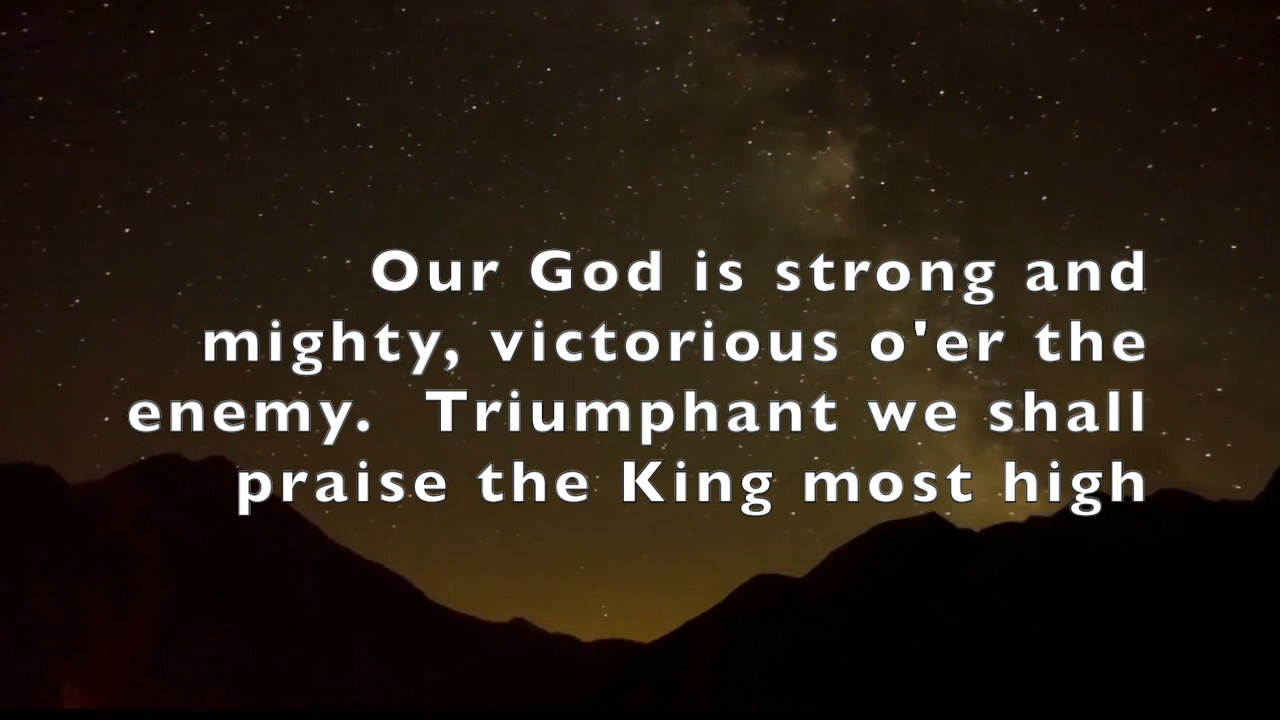 Our God is strong and
mighty, victorious o'er the
enemy.  Triumphant we shall
praise the King most high